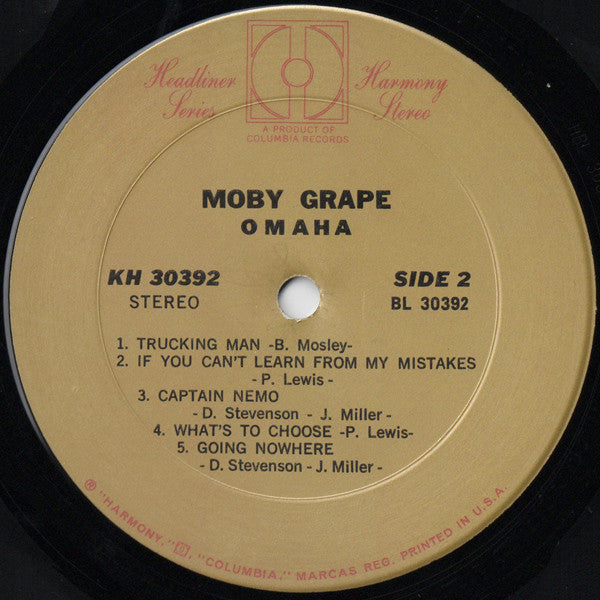 Headliner Harmony
Series Stereo
A PRODUCT OF
COLUMBIA RECORDS
MOBY GRAPE
OMAHA
KH 30392 SIDE 2
STEREO BL 30392
1. TRUCKING MAN -B. Mosley-
2. IF YOU CAN'T LEARN FROM MY MISTAKES
- P. Lewis -
3. CAPTAIN NEMO
- D. Stevenson - J. Miller -
4. WHAT'S TO CHOOSE -P. Lewis-
5. GOING NOWHERE
- D. Stevenson - J. Miller -
® "HARMONY," "COLUMBIA," MARCAS REG. PRINTED IN U.S.A.